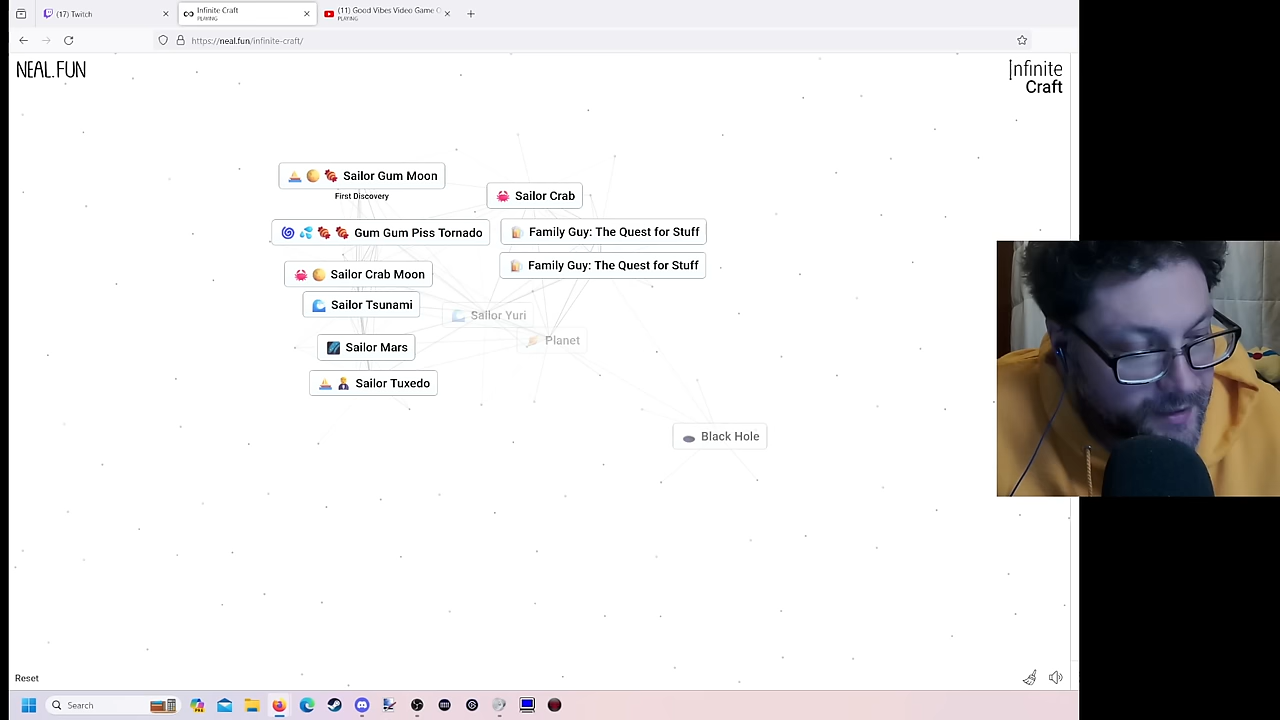 (17) Twitch
Infinite Craft
PLAYING
(11) Good Vibes Video Game
PLAYING
https://neal.fun/infinite-craft/
NEAL.FUN
Infinite
Craft
Sailor Gum Moon
First Discovery
Sailor Crab
Gum Gum Piss Tornado
Family Guy: The Quest for Stuff
Family Guy: The Quest for Stuff
Sailor Crab Moon
Sailor Tsunami
Sailor Yuri
Planet
Sailor Mars
Sailor Tuxedo
Black Hole
Reset
Search